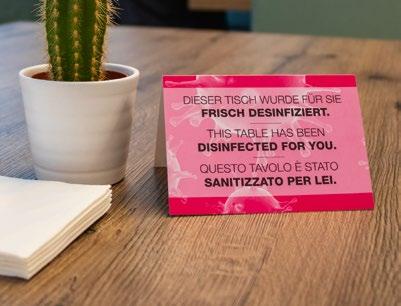 DIESER TISCH WURDE FÜR SIE
FRISCH DESINFIZIERT.
THIS TABLE HAS BEEN
DISINFECTED FOR YOU.
QUESTO TAVOLO È STATO
SANITIZZATO PER LEI.